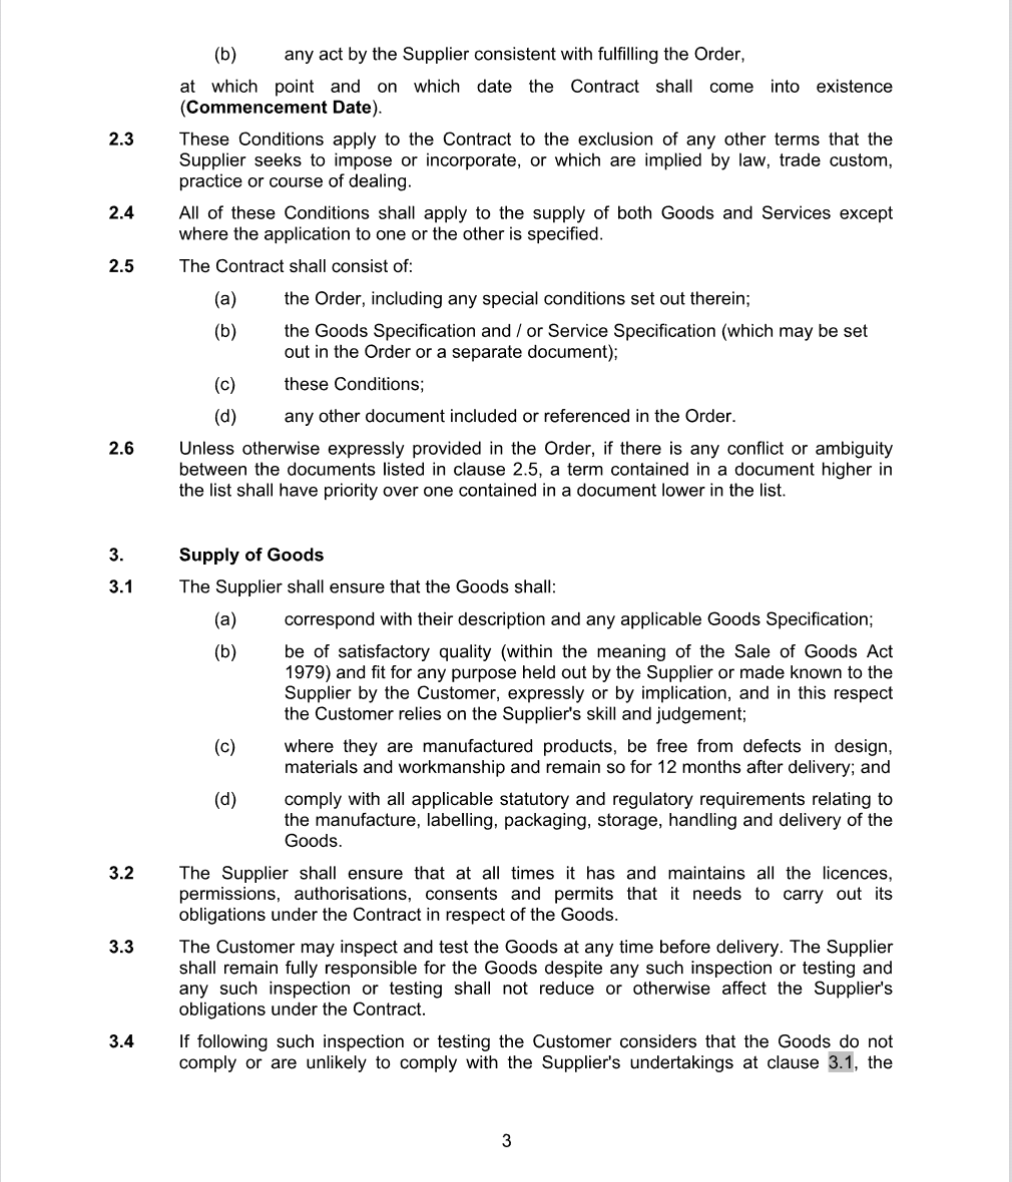 (b) any act by the Supplier consistent with fulfilling the Order,
at which point and on which date the Contract shall come into existence
(Commencement Date).
2.3 These Conditions apply to the Contract to the exclusion of any other terms that the
Supplier seeks to impose or incorporate, or which are implied by law, trade custom,
practice or course of dealing.
2.4 All of these Conditions shall apply to the supply of both Goods and Services except
where the application to one or the other is specified.
2.5 The Contract shall consist of:
(a) the Order, including any special conditions set out therein;
(b) the Goods Specification and / or Service Specification (which may be set
out in the Order or a separate document);
(c) these Conditions;
(d) any other document included or referenced in the Order.
2.6 Unless otherwise expressly provided in the Order, if there is any conflict or ambiguity
between the documents listed in clause 2.5, a term contained in a document higher in
the list shall have priority over one contained in a document lower in the list.
3. Supply of Goods
3.1 The Supplier shall ensure that the Goods shall:
(a) correspond with their description and any applicable Goods Specification;
(b) be of satisfactory quality (within the meaning of the Sale of Goods Act
1979) and fit for any purpose held out by the Supplier or made known to the
Supplier by the Customer, expressly or by implication, and in this respect
the Customer relies on the Supplier's skill and judgement;
(c) where they are manufactured products, be free from defects in design,
materials and workmanship and remain so for 12 months after delivery; and
(d) comply with all applicable statutory and regulatory requirements relating to
the manufacture, labelling, packaging, storage, handling and delivery of the
Goods.
3.2 The Supplier shall ensure that at all times it has and maintains all the licences,
permissions, authorisations, consents and permits that it needs to carry out its
obligations under the Contract in respect of the Goods.
3.3 The Customer may inspect and test the Goods at any time before delivery. The Supplier
shall remain fully responsible for the Goods despite any such inspection or testing and
any such inspection or testing shall not reduce or otherwise affect the Supplier's
obligations under the Contract.
3.4 If following such inspection or testing the Customer considers that the Goods do not
comply or are unlikely to comply with the Supplier's undertakings at clause 3.1, the
3